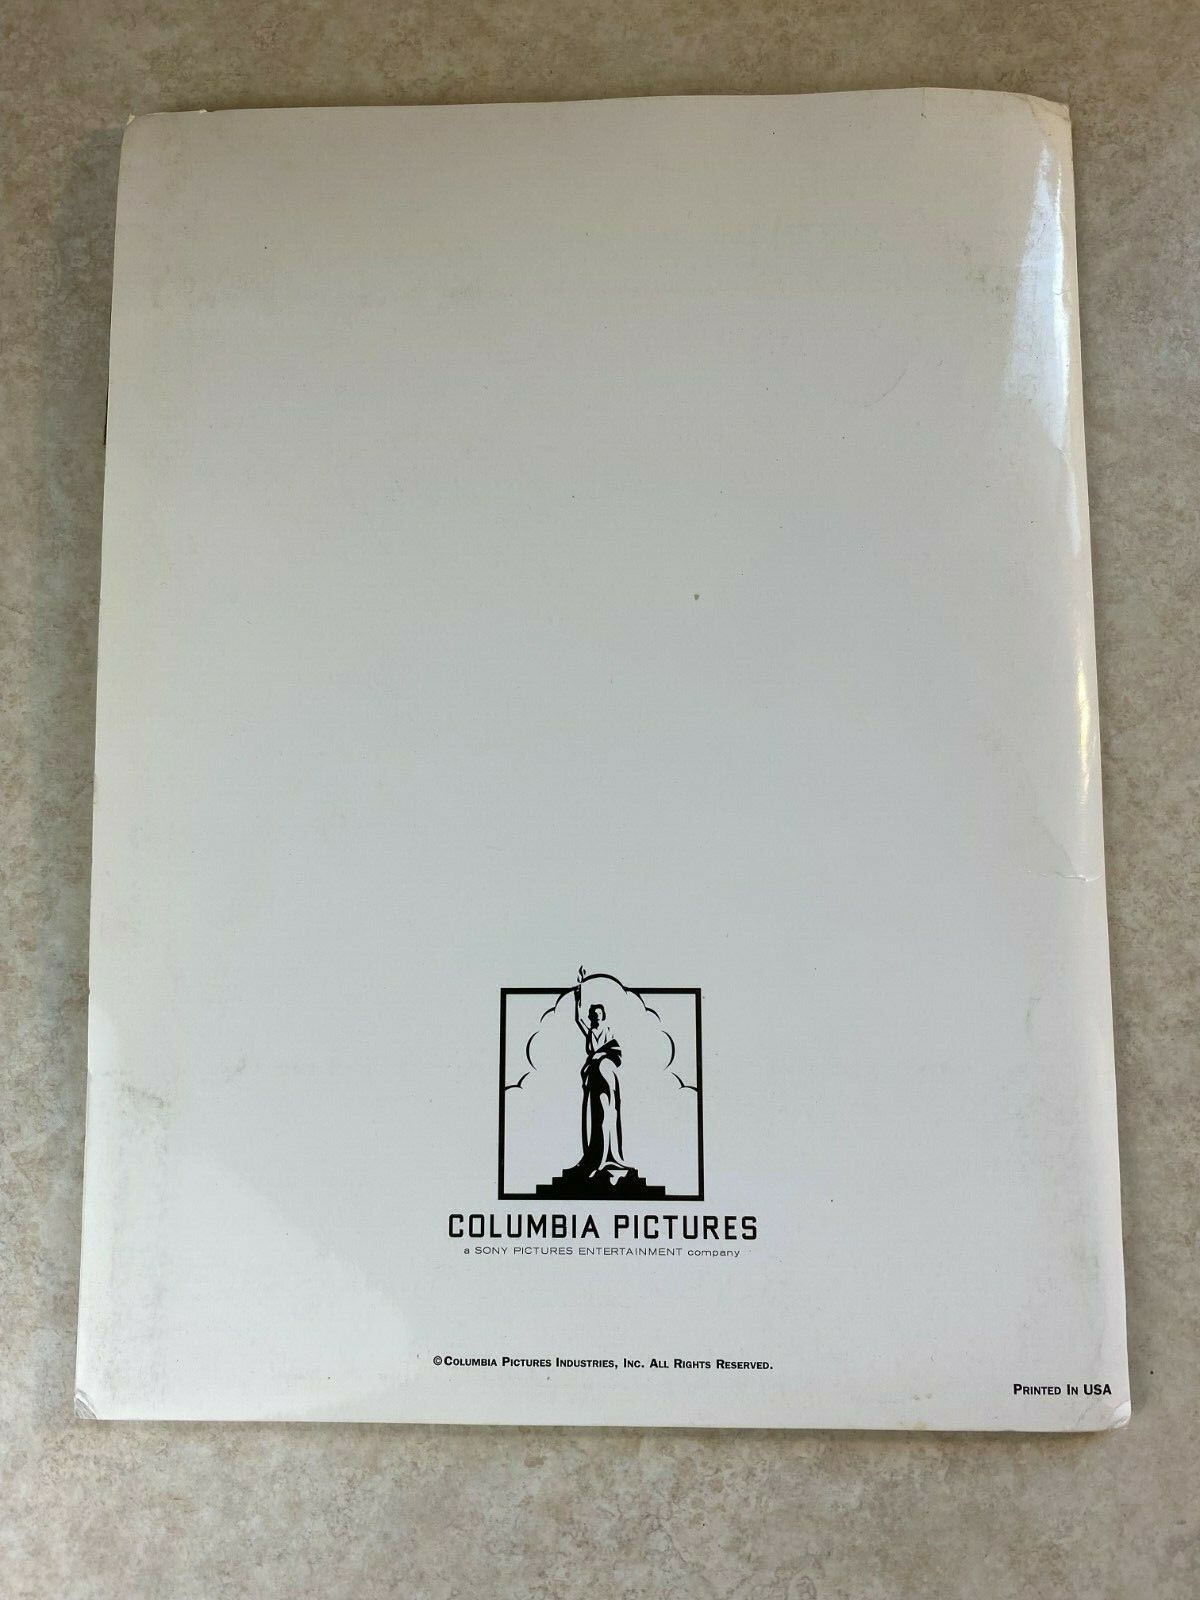 COLUMBIA PICTURES
a SONY PICTURES ENTERTAINMENT company
©COLUMBIA PICTURES INDUSTRIES, INC. ALL RIGHTS RESERVED.
PRINTED IN USA